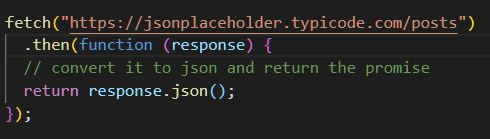 fetch("https://jsonplaceholder.typicode.com/posts")
.then(function (response) {
// convert it to json and return the promise
return response.json();
});